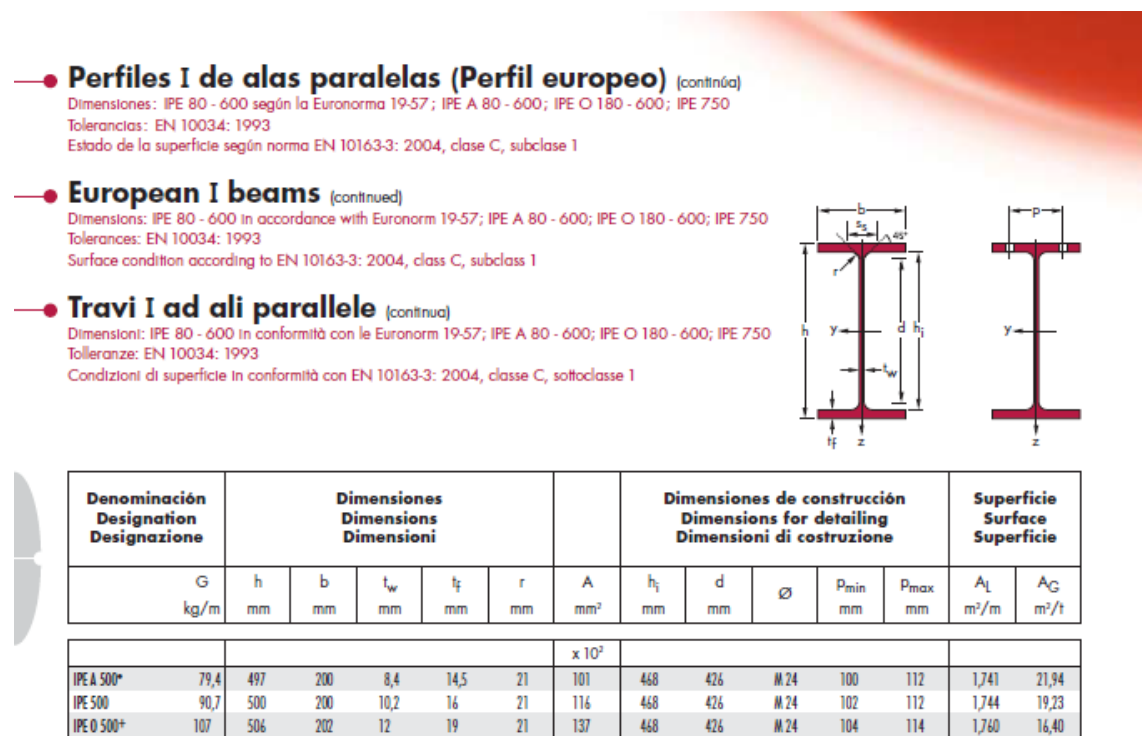 Perfiles I de alas paralelas (Perfil europeo) (continúa)
Dimensiones: IPE 80 - 600 según la Euronorma 19-57; IPE A 80 - 600; IPE O 180 - 600; IPE 750
Tolerancias: EN 10034: 1993
Estado de la superficie según norma EN 10163-3: 2004, clase C, subclase 1
European I beams (continued)
Dimensions: IPE 80 - 600 in accordance with Euronorm 19-57; IPE A 80 - 600; IPE O 180 - 600; IPE 750
Tolerances: EN 10034: 1993
Surface condition according to EN 10163-3: 2004, class C, subclass 1
Travi I ad ali parallele (continua)
Dimensioni: IPE 80 - 600 in conformità con le Euronorm 19-57; IPE A 80 - 600; IPE O 180 - 600; IPE 750
Tolleranze: EN 10034: 1993
Condizioni di superficie in conformità con EN 10163-3: 2004, classe C, sottoclasse 1
b p
ss 45°
r
h y d hi y
tw
tf z z
Denominación Dimensiones Dimensiones de construcción Superficie
Designation Dimensions Dimensions for detailing Surface
Designazione Dimensioni Dimensioni di costruzione Superficie
G h b tw tf r A hi d Ø pmin pmax AL AG
kg/m mm mm mm mm mm mm² mm mm mm mm m²/m m²/t
x 10²
IPE A 500• 79,4 497 200 8,4 14,5 21 101 468 426 M 24 100 112 1,741 21,94
IPE 500 90,7 500 200 10,2 16 21 116 468 426 M 24 102 112 1,744 19,23
IPE O 500+ 107 506 202 12 19 21 137 468 426 M 24 104 114 1,760 16,40